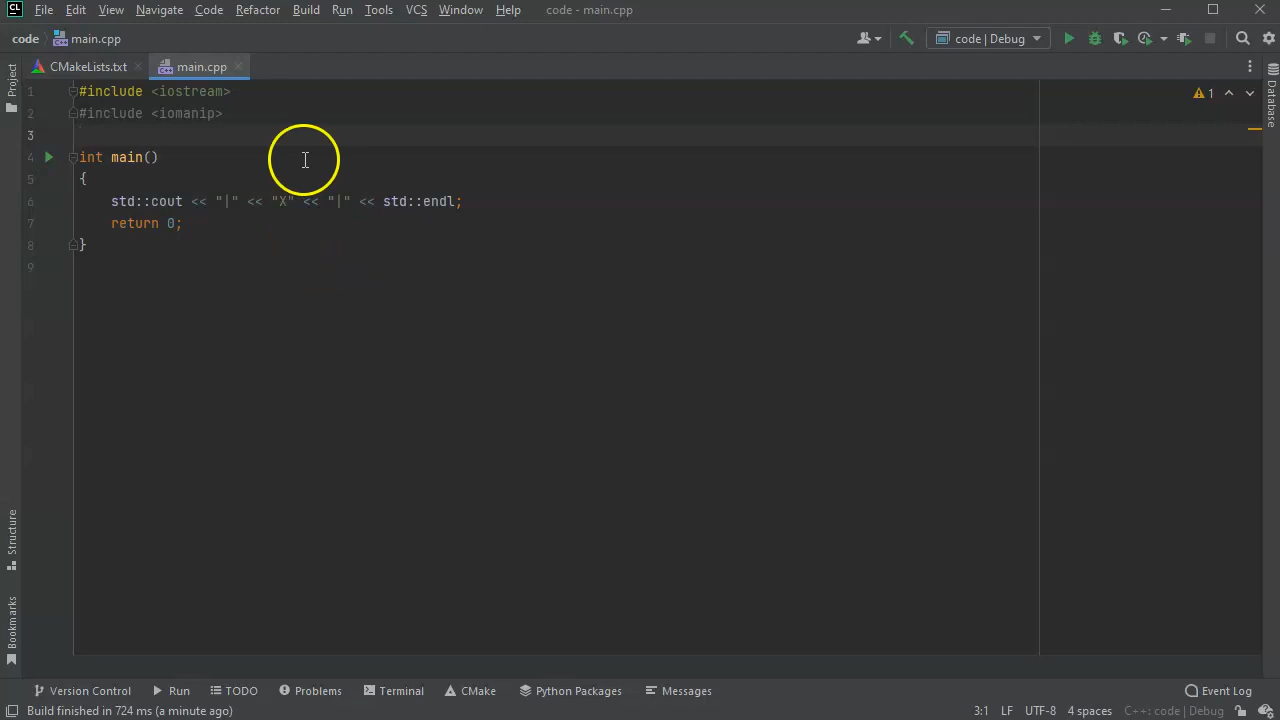 CL File Edit View Navigate Code Refactor Build Run Tools VCS Window Help code - main.cpp
code main.cpp code | Debug
Project CMakeLists.txt main.cpp Database
1 #include <iostream> 1
2 #include <iomanip>
3
4 int main()
5 {
6 std::cout << "|" << "X" << "|" << std::endl;
7 return 0;
8 }
9
Structure
Bookmarks
Version Control Run TODO Problems Terminal CMake Python Packages Messages Event Log
Build finished in 724 ms (a minute ago) 3:1 LF UTF-8 4 spaces C++: code | Debug